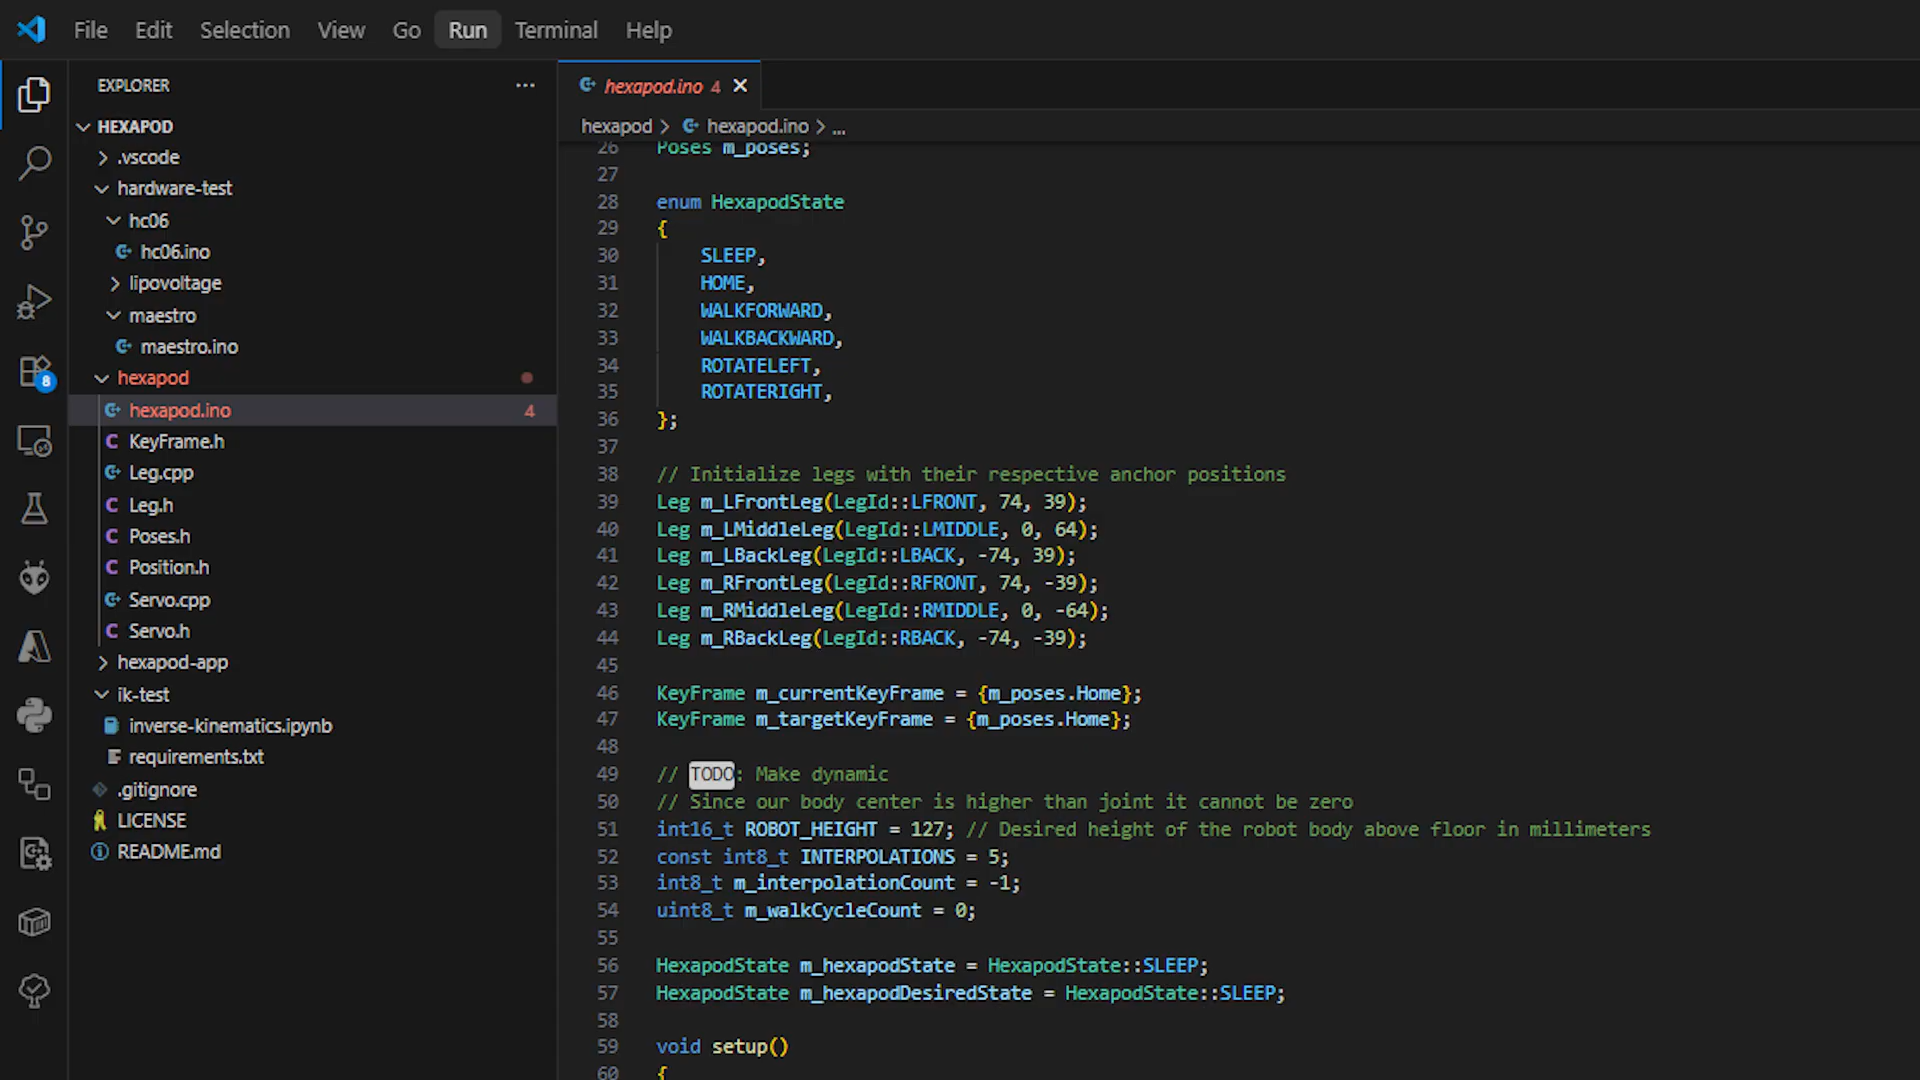 File Edit Selection View Go Run Terminal Help
EXPLORER ...
HEXAPOD
.vscode
hardware-test
hc06
hc06.ino
lipovoltage
maestro
maestro.ino
hexapod
hexapod.ino 4
KeyFrame.h
Leg.cpp
Leg.h
Poses.h
Position.h
Servo.cpp
Servo.h
hexapod-app
ik-test
inverse-kinematics.ipynb
requirements.txt
.gitignore
LICENSE
README.md
8
hexapod.ino 4
hexapod > hexapod.ino > ...
26 Poses m_poses;
27
28 enum HexapodState
29 {
30 SLEEP,
31 HOME,
32 WALKFORWARD,
33 WALKBACKWARD,
34 ROTATELEFT,
35 ROTATERIGHT,
36 };
37
38 // Initialize legs with their respective anchor positions
39 Leg m_LFrontLeg(LegId::LFRONT, 74, 39);
40 Leg m_LMiddleLeg(LegId::LMIDDLE, 0, 64);
41 Leg m_LBackLeg(LegId::LBACK, -74, 39);
42 Leg m_RFrontLeg(LegId::RFRONT, 74, -39);
43 Leg m_RMiddleLeg(LegId::RMIDDLE, 0, -64);
44 Leg m_RBackLeg(LegId::RBACK, -74, -39);
45
46 KeyFrame m_currentKeyFrame = {m_poses.Home};
47 KeyFrame m_targetKeyFrame = {m_poses.Home};
48
49 // TODO: Make dynamic
50 // Since our body center is higher than joint it cannot be zero
51 int16_t ROBOT_HEIGHT = 127; // Desired height of the robot body above floor in millimeters
52 const int8_t INTERPOLATIONS = 5;
53 int8_t m_interpolationCount = -1;
54 uint8_t m_walkCycleCount = 0;
55
56 HexapodState m_hexapodState = HexapodState::SLEEP;
57 HexapodState m_hexapodDesiredState = HexapodState::SLEEP;
58
59 void setup()
60 {